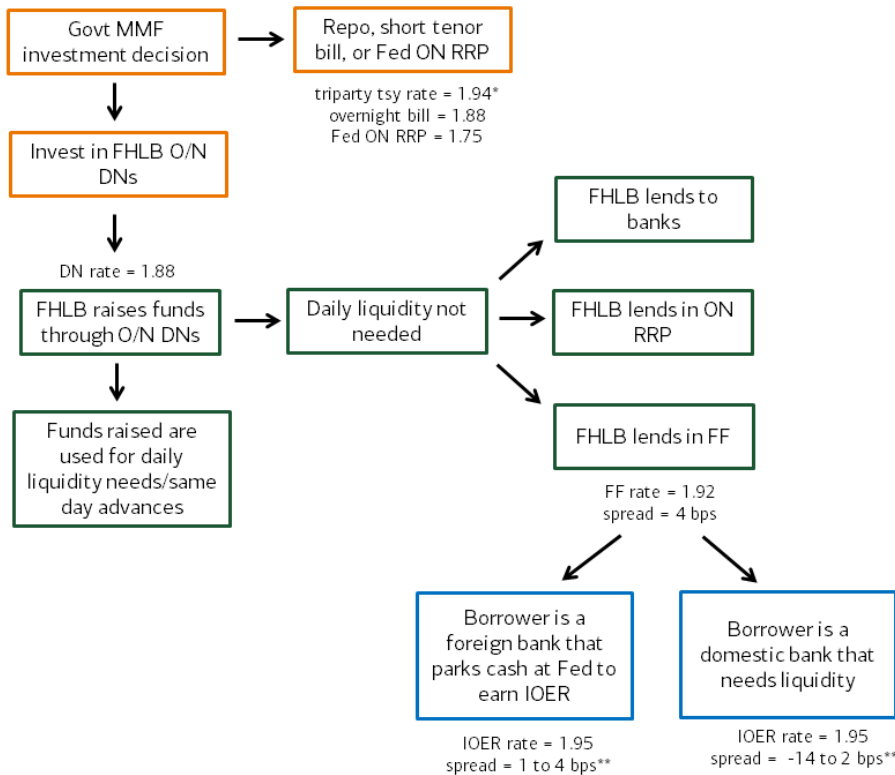 Govt MMF
investment decision
Repo, short tenor
bill, or Fed ON RRP
triparty tsy rate = 1.94*
overnight bill = 1.88
Fed ON RRP = 1.75
Invest in FHLB O/N
DNs
FHLB lends to
banks
DN rate = 1.88
FHLB raises funds
through O/N DNs
Daily liquidity not
needed
FHLB lends in ON
RRP
Funds raised are
used for daily
liquidity needs/same
day advances
FHLB lends in FF
FF rate = 1.92
spread = 4 bps
Borrower is a
foreign bank that
parks cash at Fed to
earn IOER
Borrower is a
domestic bank that
needs liquidity
IOER rate = 1.95
spread = 1 to 4 bps**
IOER rate = 1.95
spread = -14 to 2 bps**